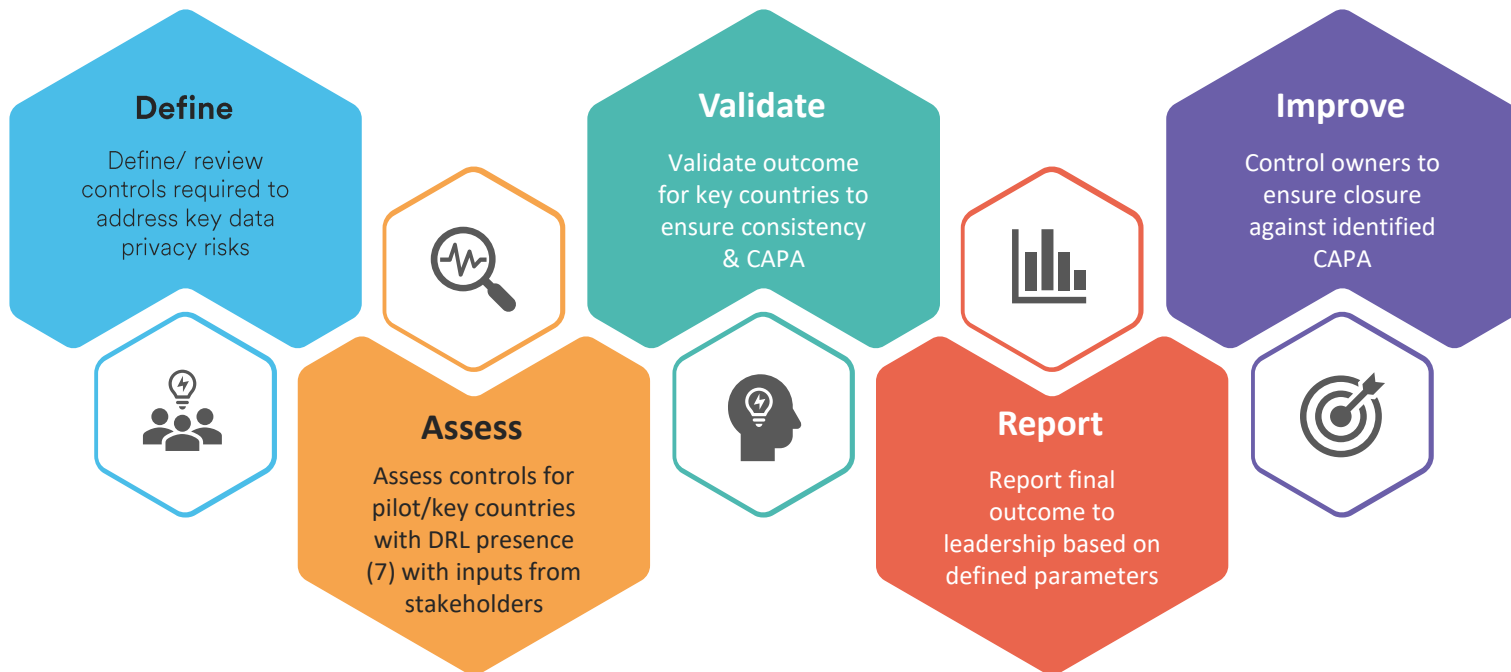 Define
Define/ review
controls required to
address key data
privacy risks
Assess
Assess controls for
pilot/key countries
with DRL presence
(7) with inputs from
stakeholders
Validate
Validate outcome
for key countries to
ensure consistency
& CAPA
Report
Report final
outcome to
leadership based on
defined parameters
Improve
Control owners to
ensure closure
against identified
CAPA